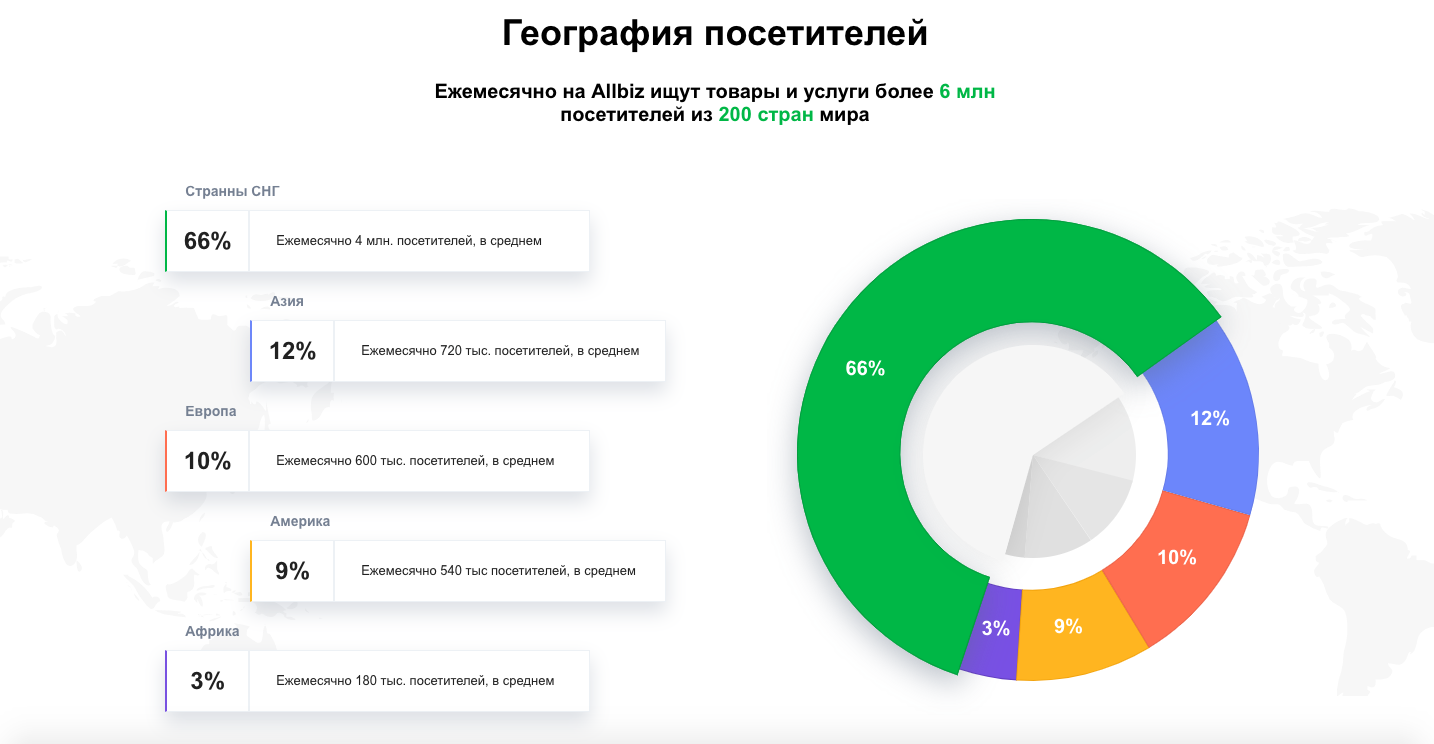 География посетителей
Ежемесячно на Allbiz ищут товары и услуги более 6 млн
посетителей из 200 стран мира
Странны СНГ
66%
Ежемесячно 4 млн. посетителей, в среднем
Азия
12%
Ежемесячно 720 тыс. посетителей, в среднем
Европа
10%
Ежемесячно 600 тыс. посетителей, в среднем
Америка
9%
Ежемесячно 540 тыс посетителей, в среднем
Африка
3%
Ежемесячно 180 тыс. посетителей, в среднем
66%
12%
10%
9%
3%